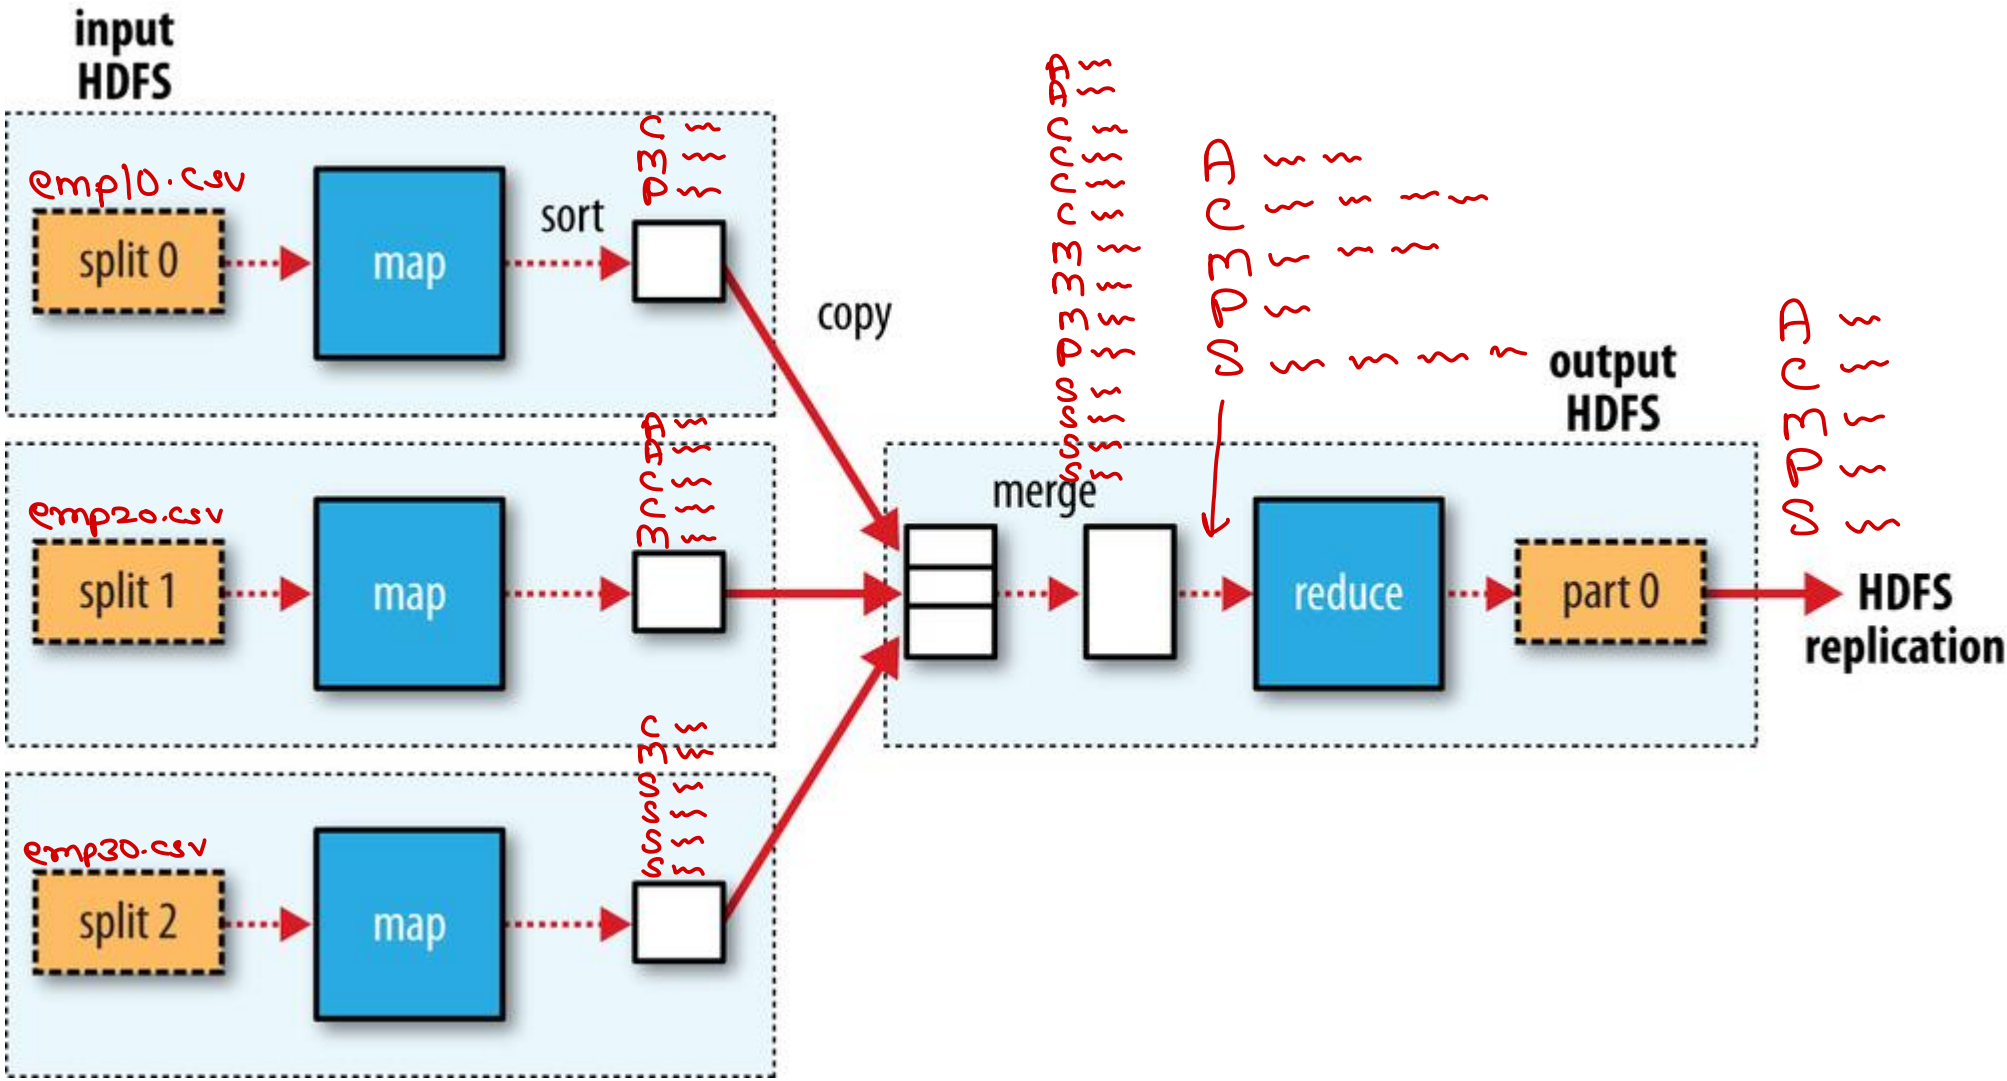 input
HDFS
emp10.csv
split 0
map
sort
C
M
P
copy
emp20.csv
split 1
map
A
A
C
C
M
emp30.csv
split 2
map
C
M
S
S
S
S
merge
A
A
C
C
C
C
M
M
M
P
S
S
S
S
A
C
M
P
S
reduce
output
HDFS
part 0
A
C
M
P
S
HDFS
replication